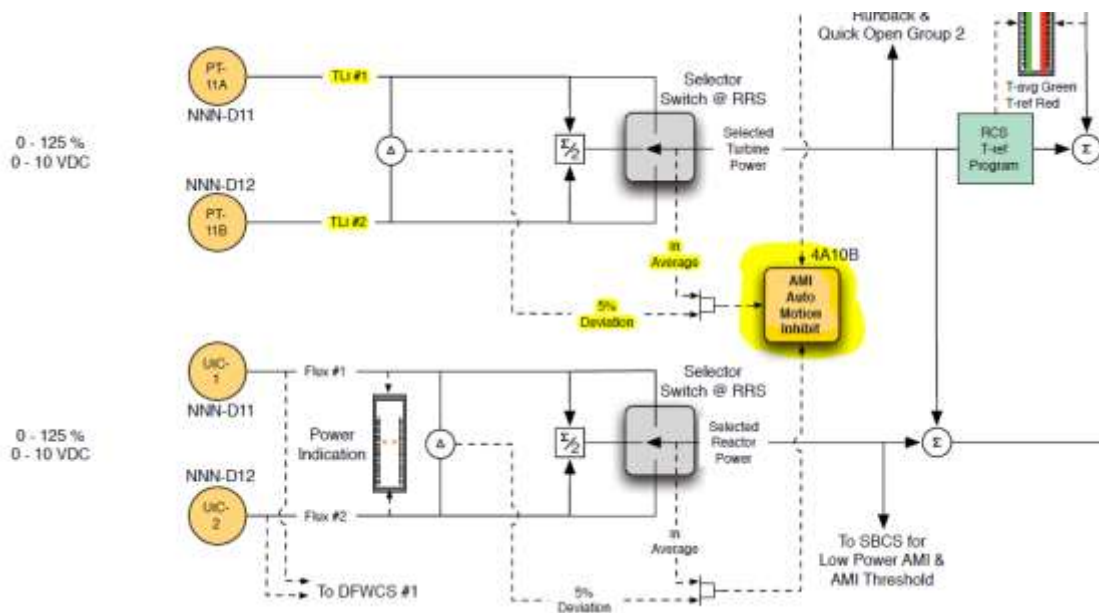 Runback &
Quick Open Group 2
T-avg Green
T-ref Red
PT-
11A
NNN-D11
TLI #1
Selector
Switch @ RRS
0 - 125 %
0 - 10 VDC
Δ
Σ/2
Selected
Turbine
Power
RCS
T-ref
Program
Σ
NNN-D12
PT-
11B
TLI #2
In
Average
4A10B
AMI
Auto
Motion
Inhibit
5%
Deviation
UIC-
1
NNN-D11
Flux #1
Selector
Switch @ RRS
0 - 125 %
0 - 10 VDC
Power
Indication
Δ
Σ/2
Selected
Reactor
Power
Σ
NNN-D12
UIC-
2
Flux #2
In
Average
To SBCS for
Low Power AMI &
AMI Threshold
To DFWCS #1
5%
Deviation